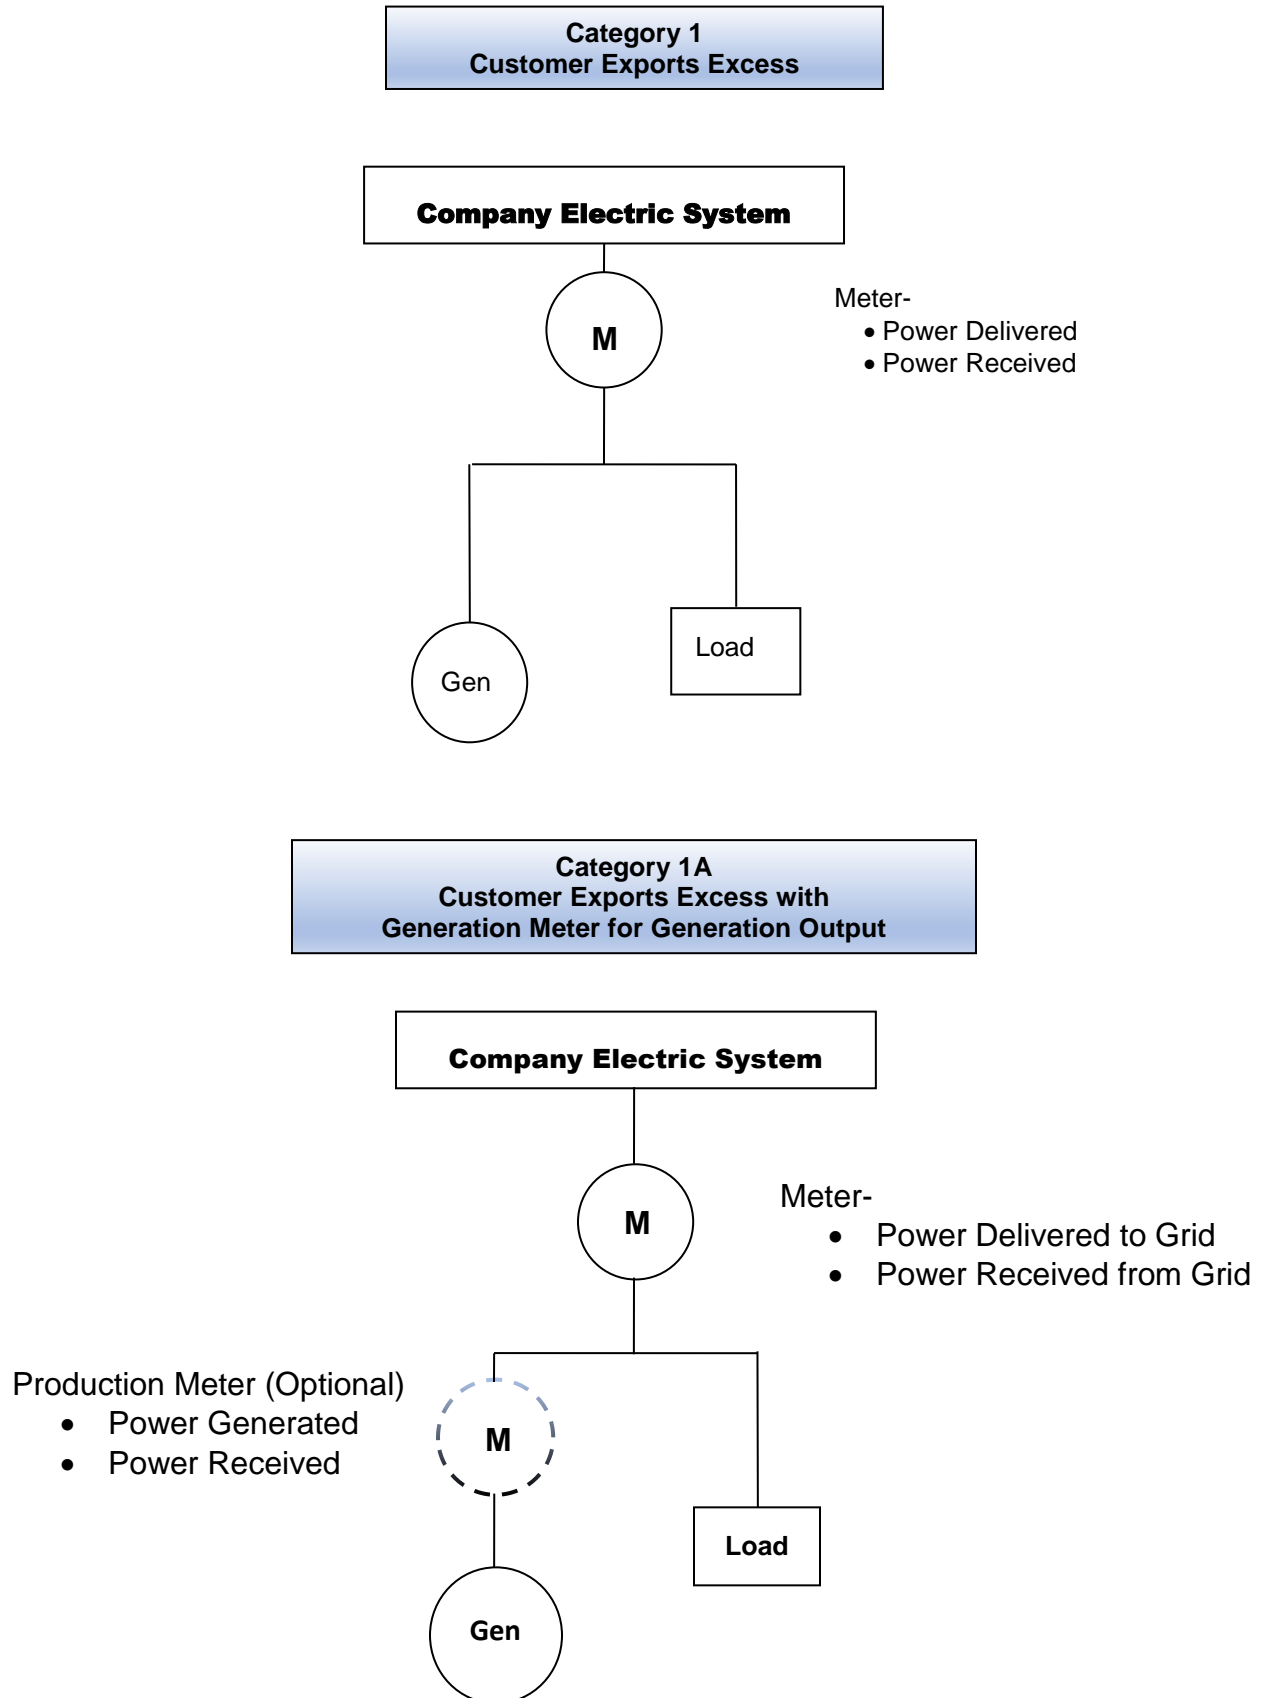 Category 1
Customer Exports Excess
Company Electric System
M
Meter-
• Power Delivered
• Power Received
Gen
Load
Category 1A
Customer Exports Excess with
Generation Meter for Generation Output
Company Electric System
M
Meter-
• Power Delivered to Grid
• Power Received from Grid
Production Meter (Optional)
• Power Generated
• Power Received
M
Load
Gen